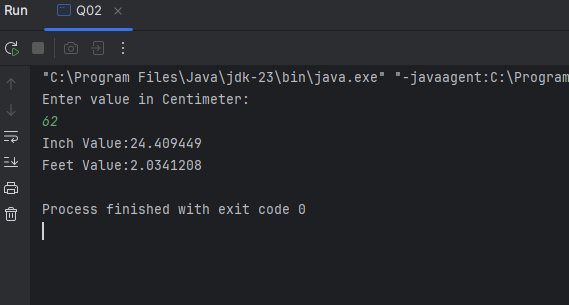 Run Q02
"C:\Program Files\Java\jdk-23\bin\java.exe" "-javaagent:C:\Program
Enter value in Centimeter:
62
Inch Value:24.409449
Feet Value:2.0341208
Process finished with exit code 0